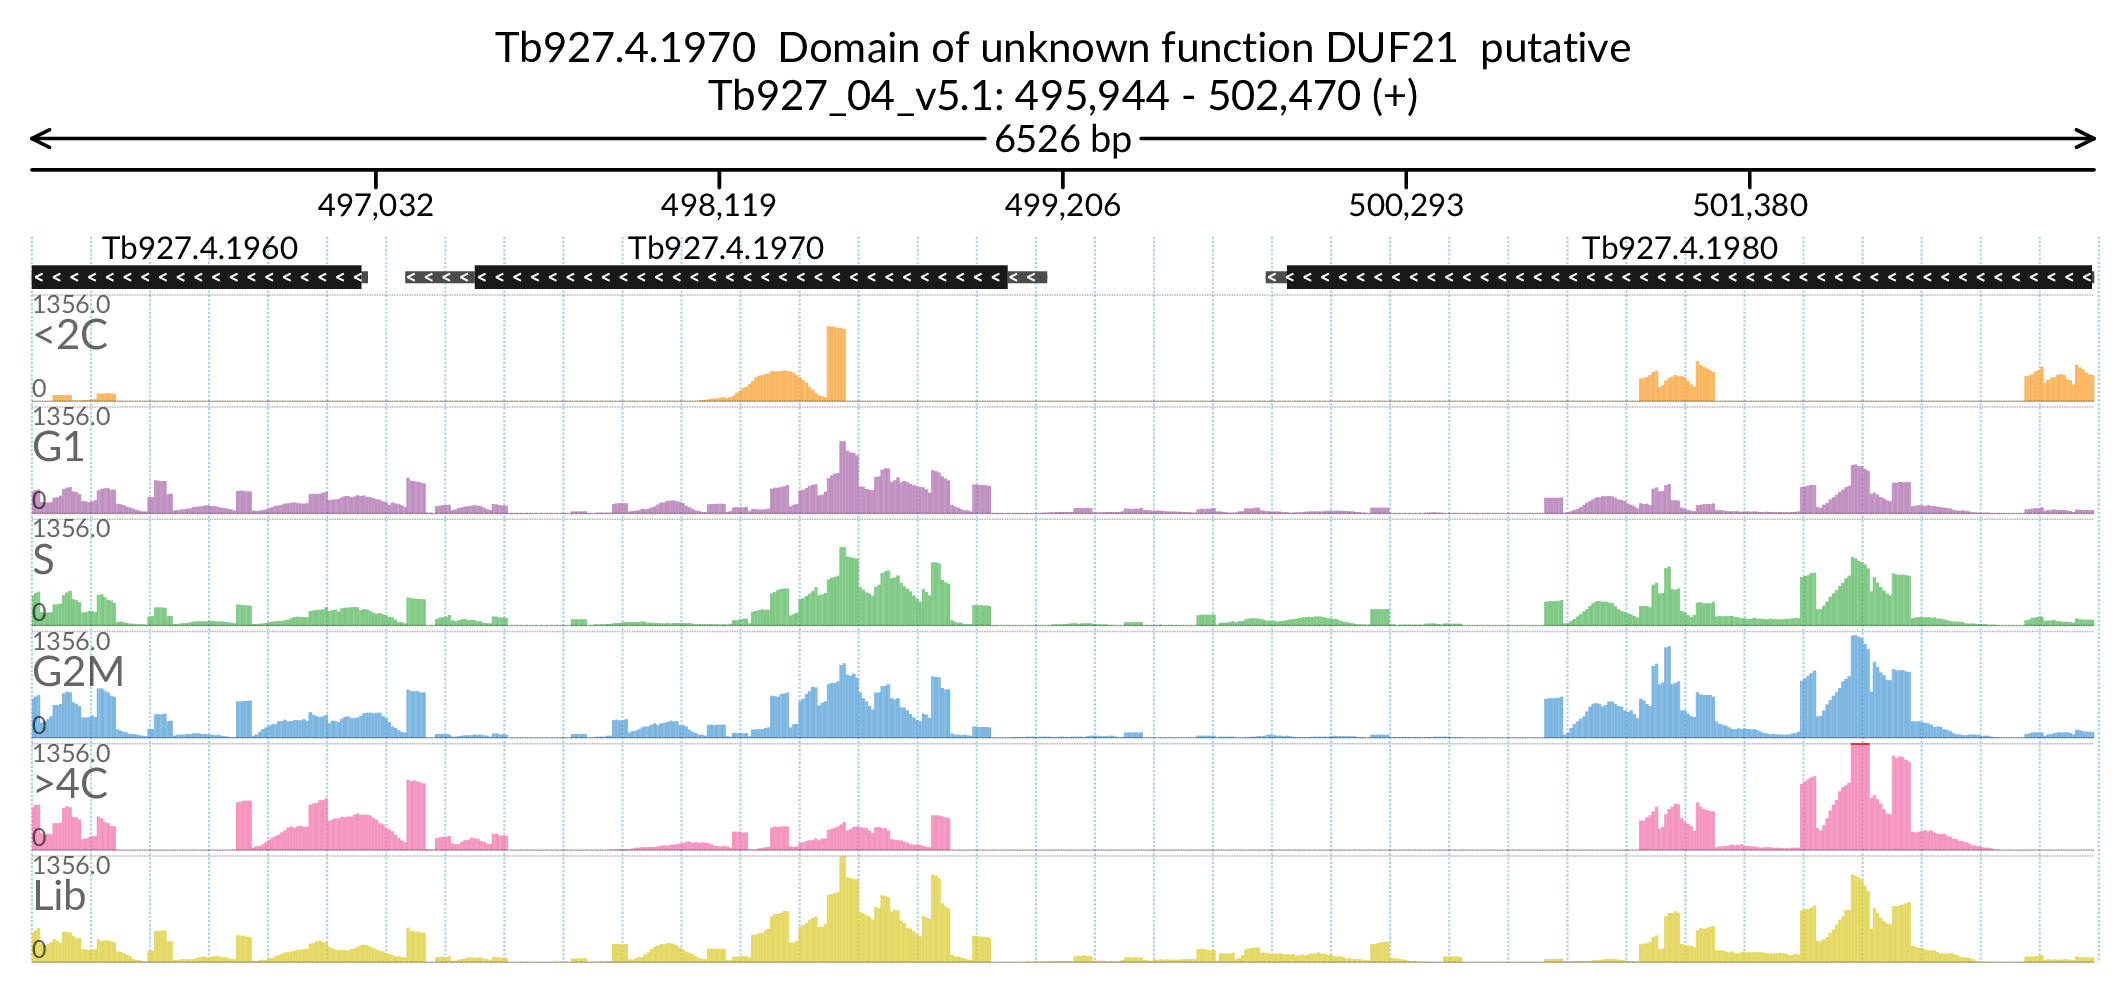 Tb927.4.1970 Domain of unknown function DUF21 putative
Tb927_04_v5.1: 495,944 - 502,470 (+)
6526 bp
497,032 498,119 499,206 500,293 501,380
Tb927.4.1960 Tb927.4.1970 Tb927.4.1980
1356.0
<2C
0
1356.0
G1
0
1356.0
S
0
1356.0
G2M
0
1356.0
>4C
0
1356.0
Lib
0